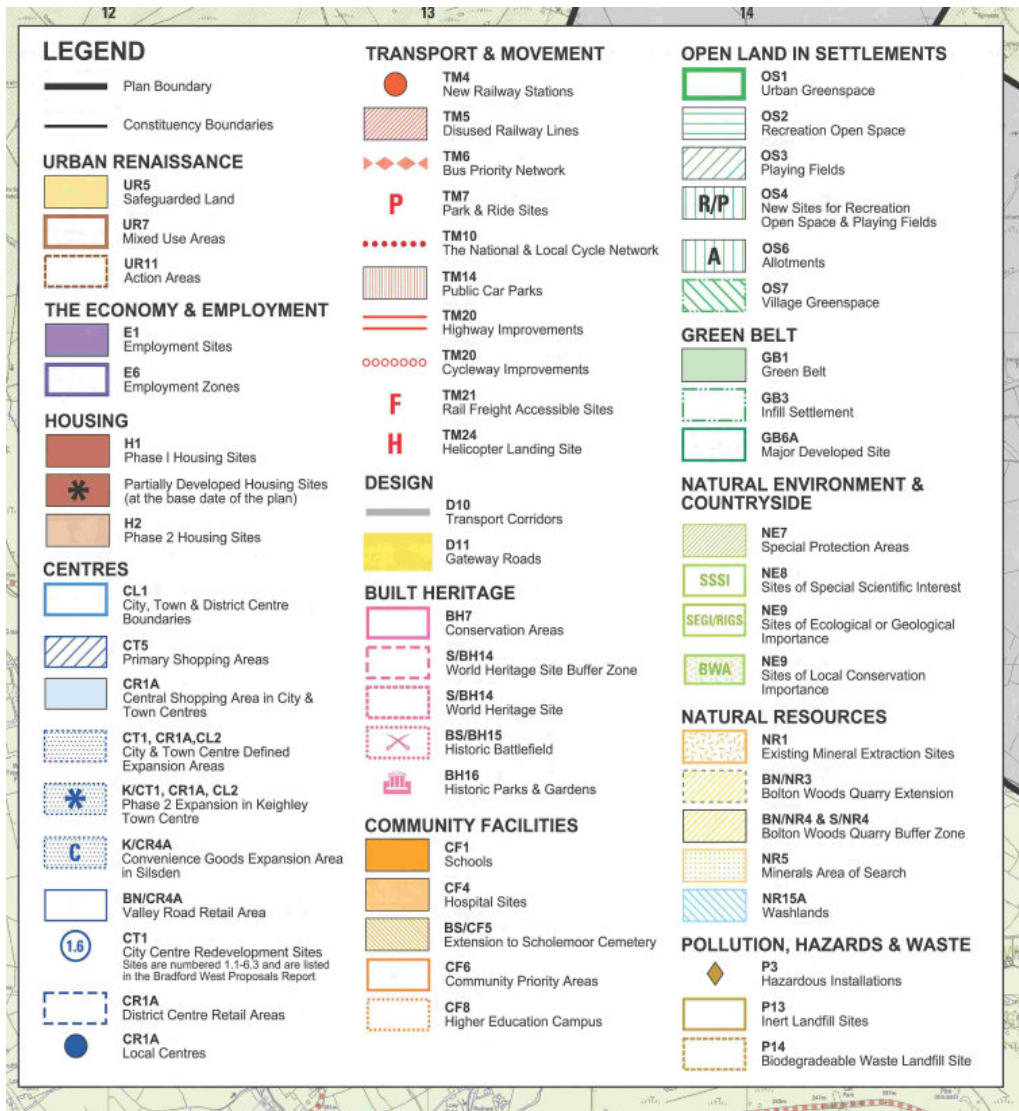 12
13
14
LEGEND
Plan Boundary
Constituency Boundaries
URBAN RENAISSANCE
UR5
Safeguarded Land
UR7
Mixed Use Areas
UR11
Action Areas
THE ECONOMY & EMPLOYMENT
E1
Employment Sites
E6
Employment Zones
HOUSING
H1
Phase I Housing Sites
Partially Developed Housing Sites
(at the base date of the plan)
H2
Phase 2 Housing Sites
CENTRES
CL1
City, Town & District Centre
Boundaries
CT5
Primary Shopping Areas
CR1A
Central Shopping Area in City &
Town Centres
CT1, CR1A,CL2
City & Town Centre Defined
Expansion Areas
K/CT1, CR1A, CL2
Phase 2 Expansion in Keighley
Town Centre
C
K/CR4A
Convenience Goods Expansion Area
in Silsden
BN/CR4A
Valley Road Retail Area
1.6
CT1
City Centre Redevelopment Sites
Sites are numbered 1.1-6.3 and are listed
in the Bradford West Proposals Report
CR1A
District Centre Retail Areas
CR1A
Local Centres
TRANSPORT & MOVEMENT
TM4
New Railway Stations
TM5
Disused Railway Lines
TM6
Bus Priority Network
P
TM7
Park & Ride Sites
TM10
The National & Local Cycle Network
TM14
Public Car Parks
TM20
Highway Improvements
TM20
Cycleway Improvements
F
TM21
Rail Freight Accessible Sites
H
TM24
Helicopter Landing Site
DESIGN
D10
Transport Corridors
D11
Gateway Roads
BUILT HERITAGE
BH7
Conservation Areas
S/BH14
World Heritage Site Buffer Zone
S/BH14
World Heritage Site
BS/BH15
Historic Battlefield
BH16
Historic Parks & Gardens
COMMUNITY FACILITIES
CF1
Schools
CF4
Hospital Sites
BS/CF5
Extension to Scholemoor Cemetery
CF6
Community Priority Areas
CF8
Higher Education Campus
OPEN LAND IN SETTLEMENTS
OS1
Urban Greenspace
OS2
Recreation Open Space
OS3
Playing Fields
R/P
OS4
New Sites for Recreation
Open Space & Playing Fields
A
OS6
Allotments
OS7
Village Greenspace
GREEN BELT
GB1
Green Belt
GB3
Infill Settlement
GB6A
Major Developed Site
NATURAL ENVIRONMENT &
COUNTRYSIDE
NE7
Special Protection Areas
SSSI
NE8
Sites of Special Scientific Interest
SEGI/RIGS
NE9
Sites of Ecological or Geological
Importance
BWA
NE9
Sites of Local Conservation
Importance
NATURAL RESOURCES
NR1
Existing Mineral Extraction Sites
BN/NR3
Bolton Woods Quarry Extension
BN/NR4 & S/NR4
Bolton Woods Quarry Buffer Zone
NR5
Minerals Area of Search
NR15A
Washlands
POLLUTION, HAZARDS & WASTE
P3
Hazardous Installations
P13
Inert Landfill Sites
P14
Biodegradeable Waste Landfill Site